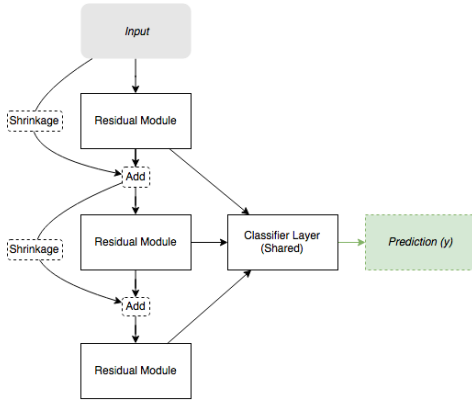 Input
Shrinkage
Residual Module
Add
Shrinkage
Residual Module
Classifier Layer
(Shared)
Prediction (y)
Add
Residual Module